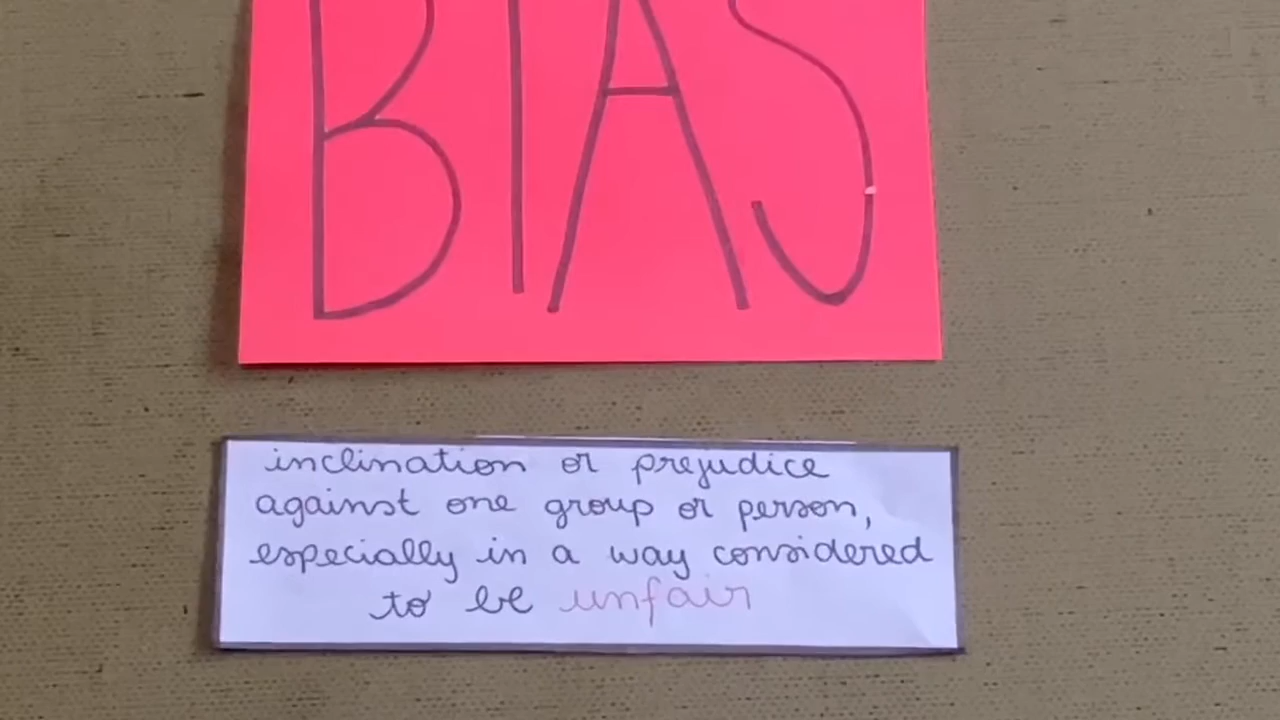 BIAS
inclination or prejudice
against one group or person,
especially in a way considered
to be unfair